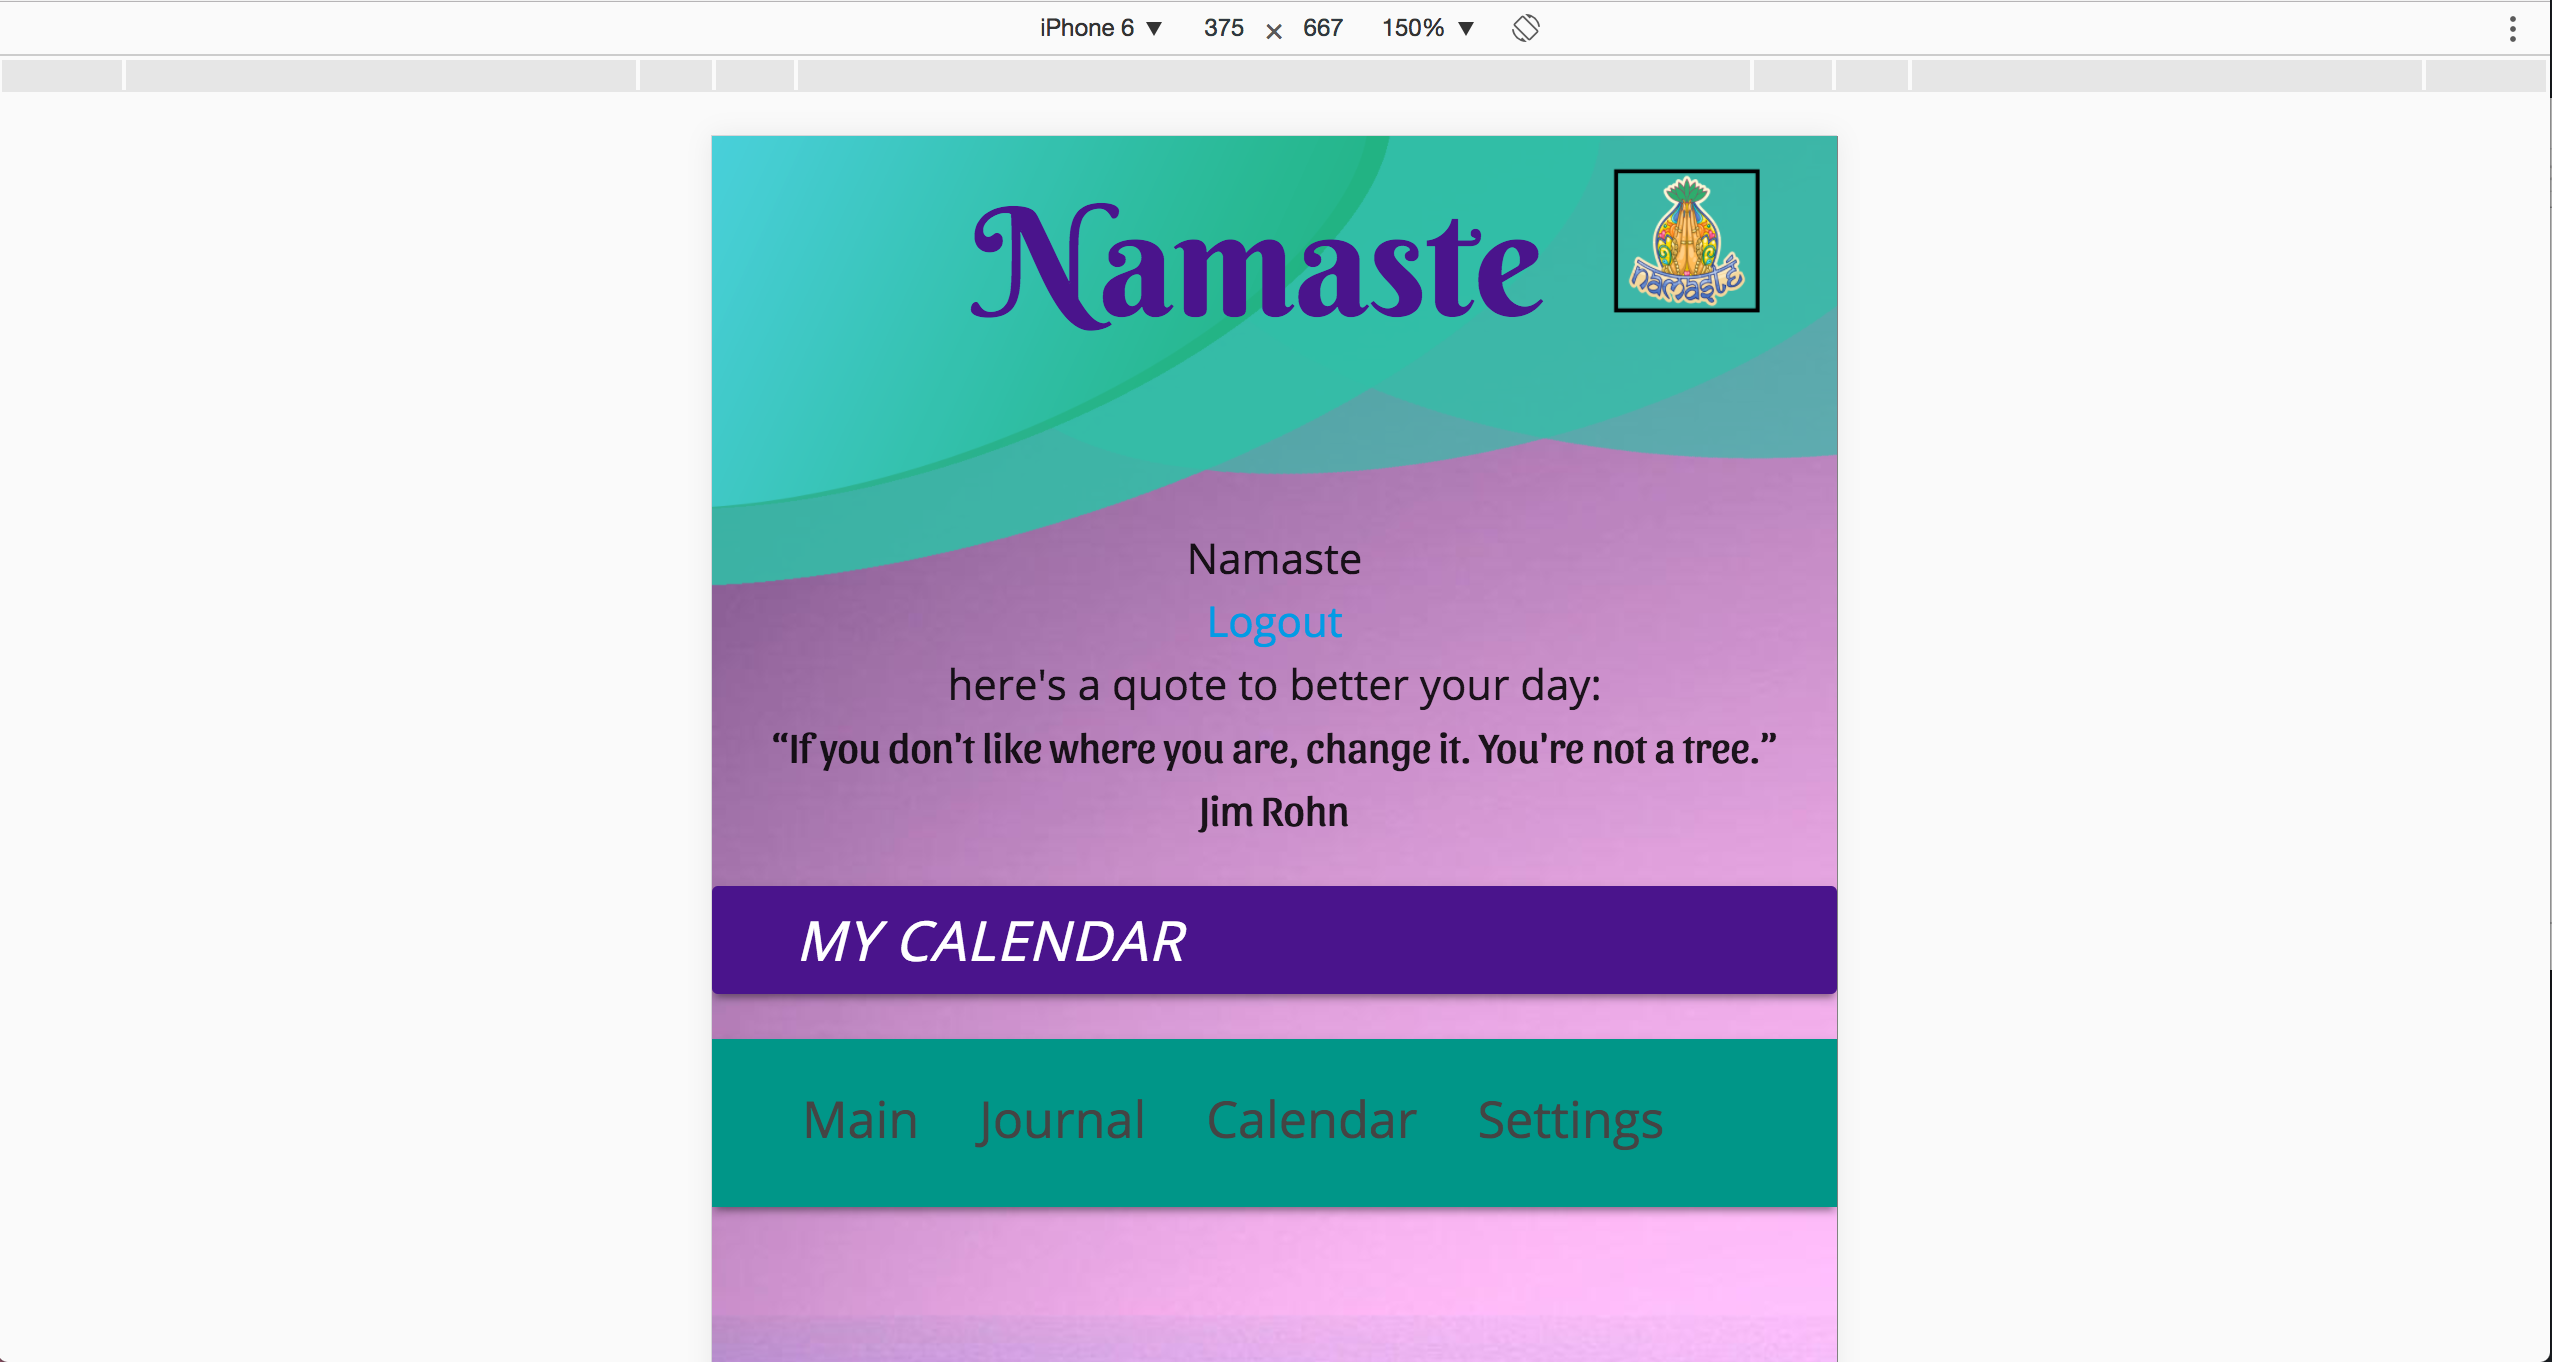 iPhone 6 ▼ 375 × 667 150% ▼
Namaste
namasté
Namaste
Logout
here's a quote to better your day:
“If you don't like where you are, change it. You're not a tree.”
Jim Rohn
MY CALENDAR
Main Journal Calendar Settings